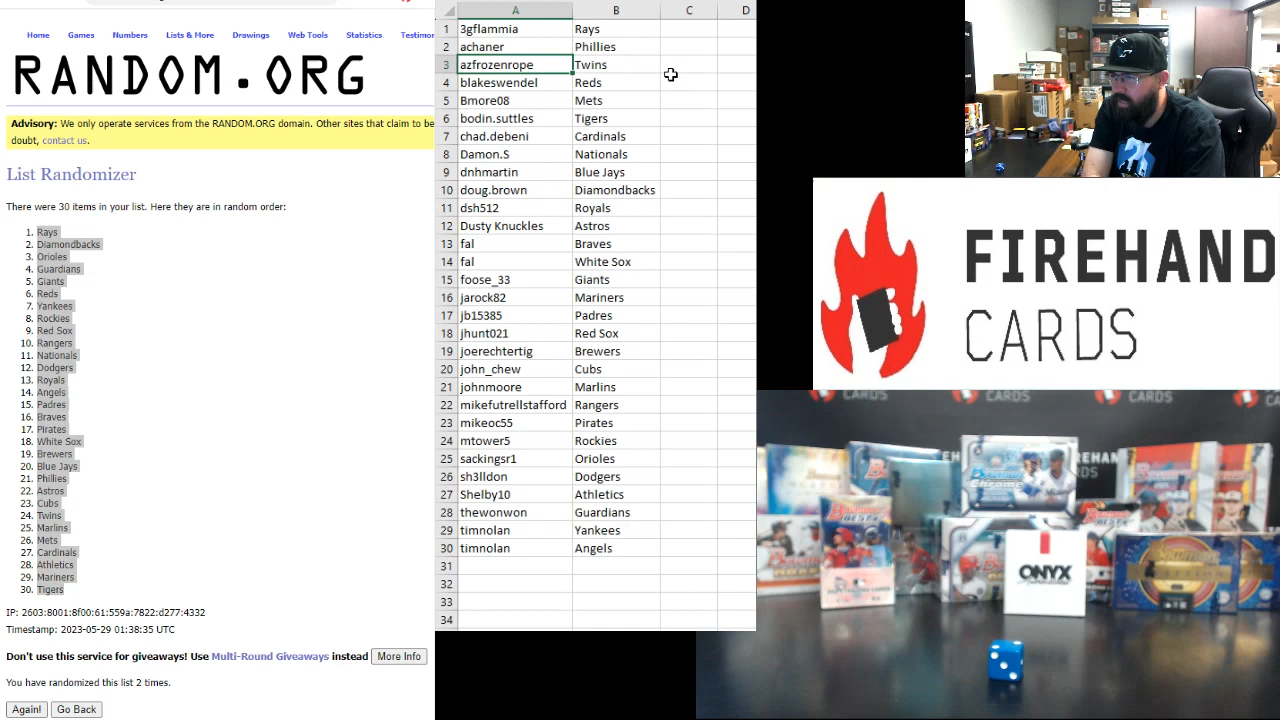 Home Games Numbers Lists & More Drawings Web Tools Statistics Testimor
RANDOM.ORG
Advisory: We only operate services from the RANDOM.ORG domain. Other sites that claim to be
doubt, contact us.
List Randomizer
There were 30 items in your list. Here they are in random order:
1. Rays
2. Diamondbacks
3. Orioles
4. Guardians
5. Giants
6. Reds
7. Yankees
8. Rockies
9. Red Sox
10. Rangers
11. Nationals
12. Dodgers
13. Royals
14. Angels
15. Padres
16. Braves
17. Pirates
18. White Sox
19. Brewers
20. Blue Jays
21. Phillies
22. Astros
23. Cubs
24. Twins
25. Marlins
26. Mets
27. Cardinals
28. Athletics
29. Mariners
30. Tigers
IP: 2603:8001:8f00:61:559a:7822:d277:4332
Timestamp: 2023-05-29 01:38:35 UTC
Don't use this service for giveaways! Use Multi-Round Giveaways instead More Info
You have randomized this list 2 times.
Again! Go Back
A B C D
1 3gflammia Rays
2 achaner Phillies
3 azfrozenrope Twins
4 blakeswendel Reds
5 Bmore08 Mets
6 bodin.suttles Tigers
7 chad.debeni Cardinals
8 Damon.S Nationals
9 dnhmartin Blue Jays
10 doug.brown Diamondbacks
11 dsh512 Royals
12 Dusty Knuckles Astros
13 fal Braves
14 fal White Sox
15 foose_33 Giants
16 jarock82 Mariners
17 jb15385 Padres
18 jhunt021 Red Sox
19 joerechtertig Brewers
20 john_chew Cubs
21 johnmoore Marlins
22 mikefutrellstafford Rangers
23 mikeoc55 Pirates
24 mtower5 Rockies
25 sackingsr1 Orioles
26 sh3lldon Dodgers
27 Shelby10 Athletics
28 thewonwon Guardians
29 timnolan Yankees
30 timnolan Angels
31
32
33
34
FIREHAND
CARDS
CARDS
CARDS
CARDS
Bowman
Chrome
ONYX